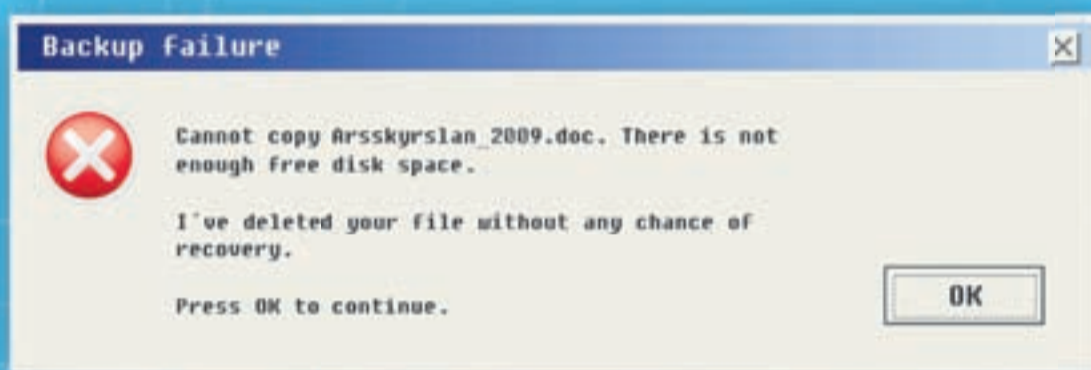 Backup failure
Cannot copy Arsskyrslan_2009.doc. There is not
enough free disk space.
I've deleted your file without any chance of
recovery.
Press OK to continue.
OK